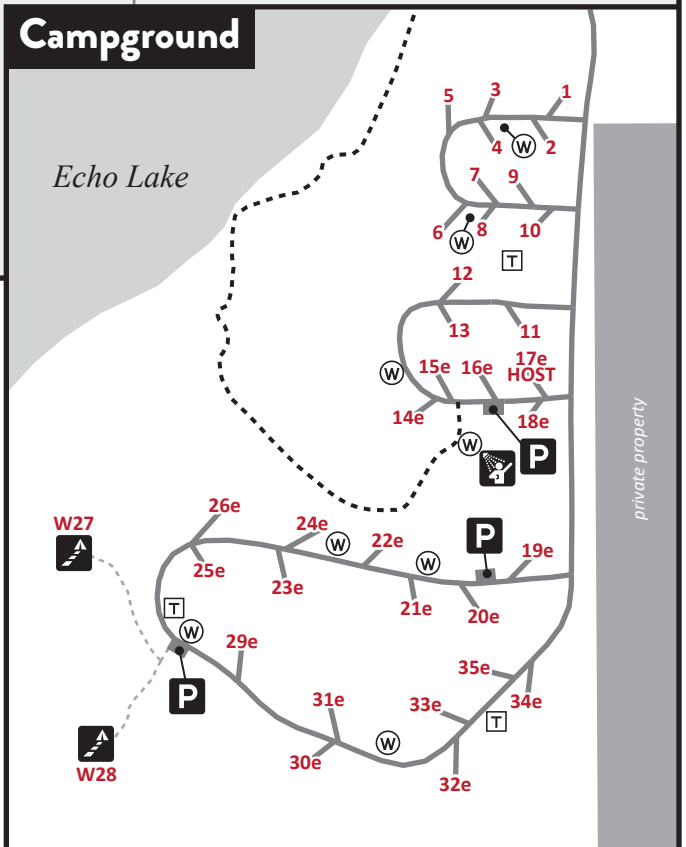 Campground
Echo Lake
1
3
5
W
4
2
7
9
6
8
10
W
T
12
13
11
W
15e
16e
17e
HOST
14e
18e
W
P
private property
26e
24e
W
22e
P
W
19e
W27
25e
23e
21e
20e
T
W
29e
35e
P
34e
31e
33e
T
W28
W
30e
32e